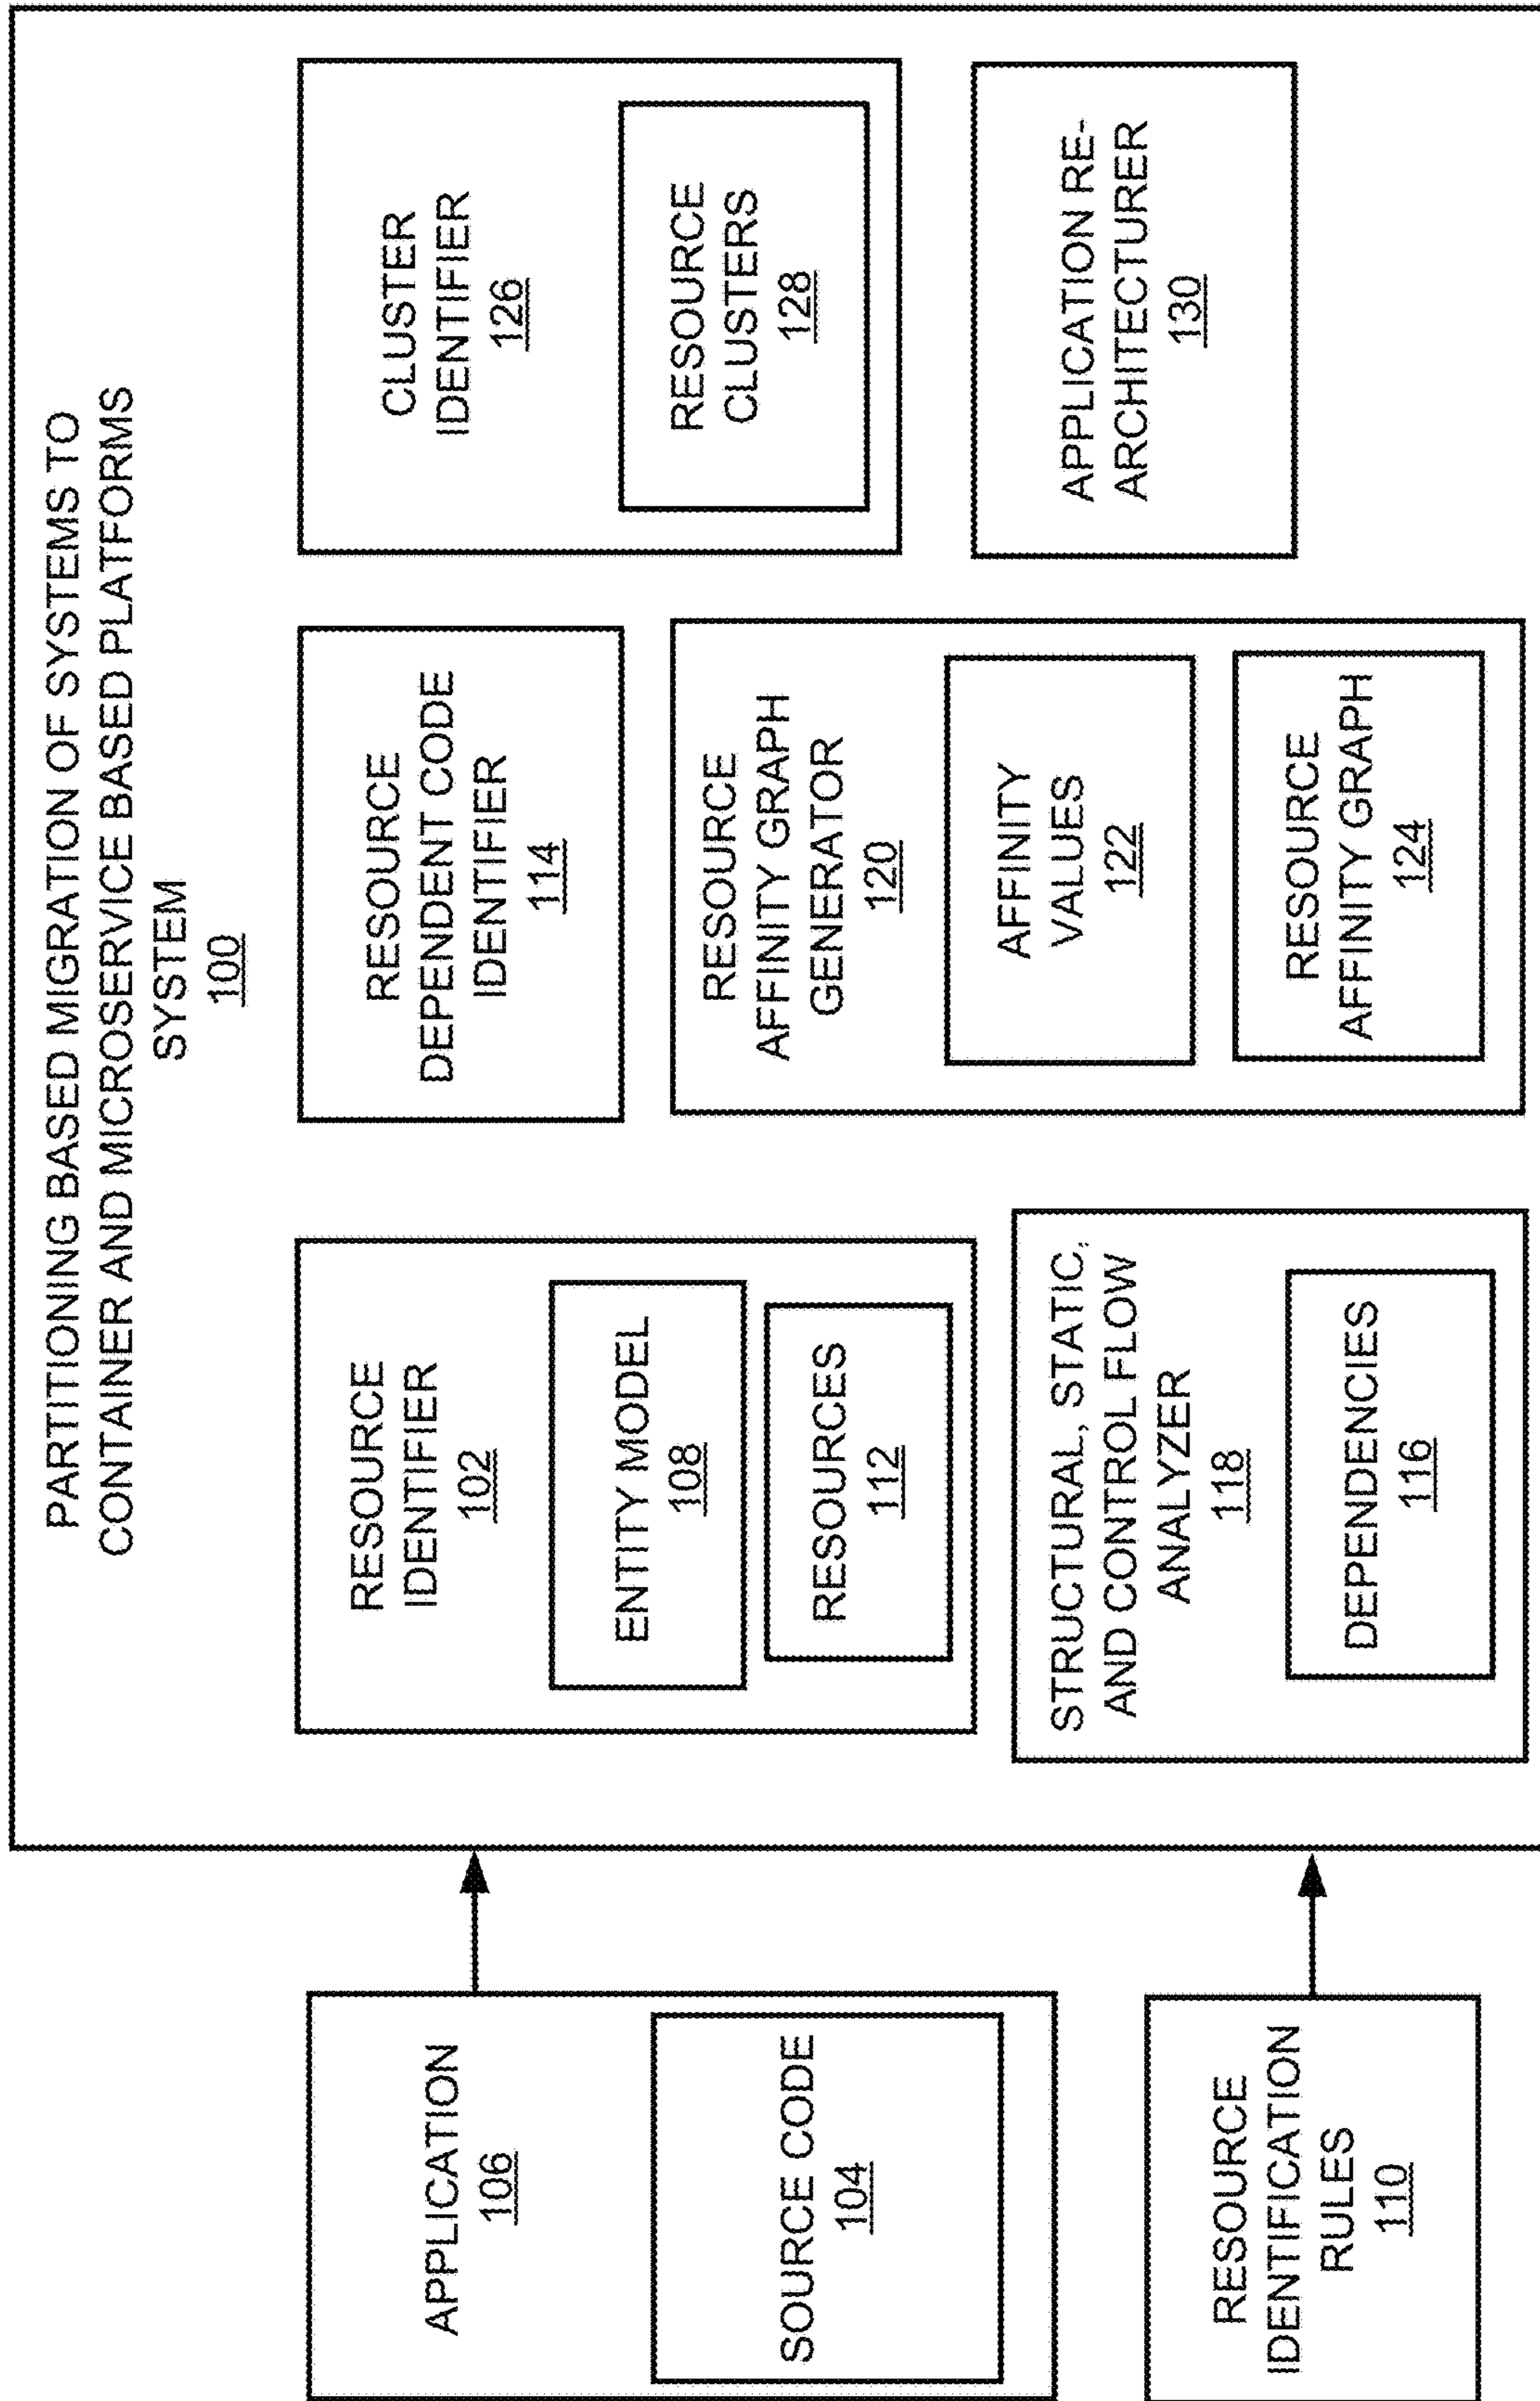 PARTITIONING BASED MIGRATION OF SYSTEMS TO
CONTAINER AND MICROSERVICE BASED PLATFORMS
SYSTEM
100
APPLICATION
106
SOURCE CODE
104
RESOURCE
IDENTIFICATION
RULES
110
RESOURCE
IDENTIFIER
102
ENTITY MODEL
108
RESOURCES
112
STRUCTURAL, STATIC,
AND CONTROL FLOW
ANALYZER
118
DEPENDENCIES
116
RESOURCE
DEPENDENT CODE
IDENTIFIER
114
RESOURCE
AFFINITY GRAPH
GENERATOR
120
AFFINITY
VALUES
122
RESOURCE
AFFINITY GRAPH
124
CLUSTER
IDENTIFIER
126
RESOURCE
CLUSTERS
128
APPLICATION RE-
ARCHITECTURER
130